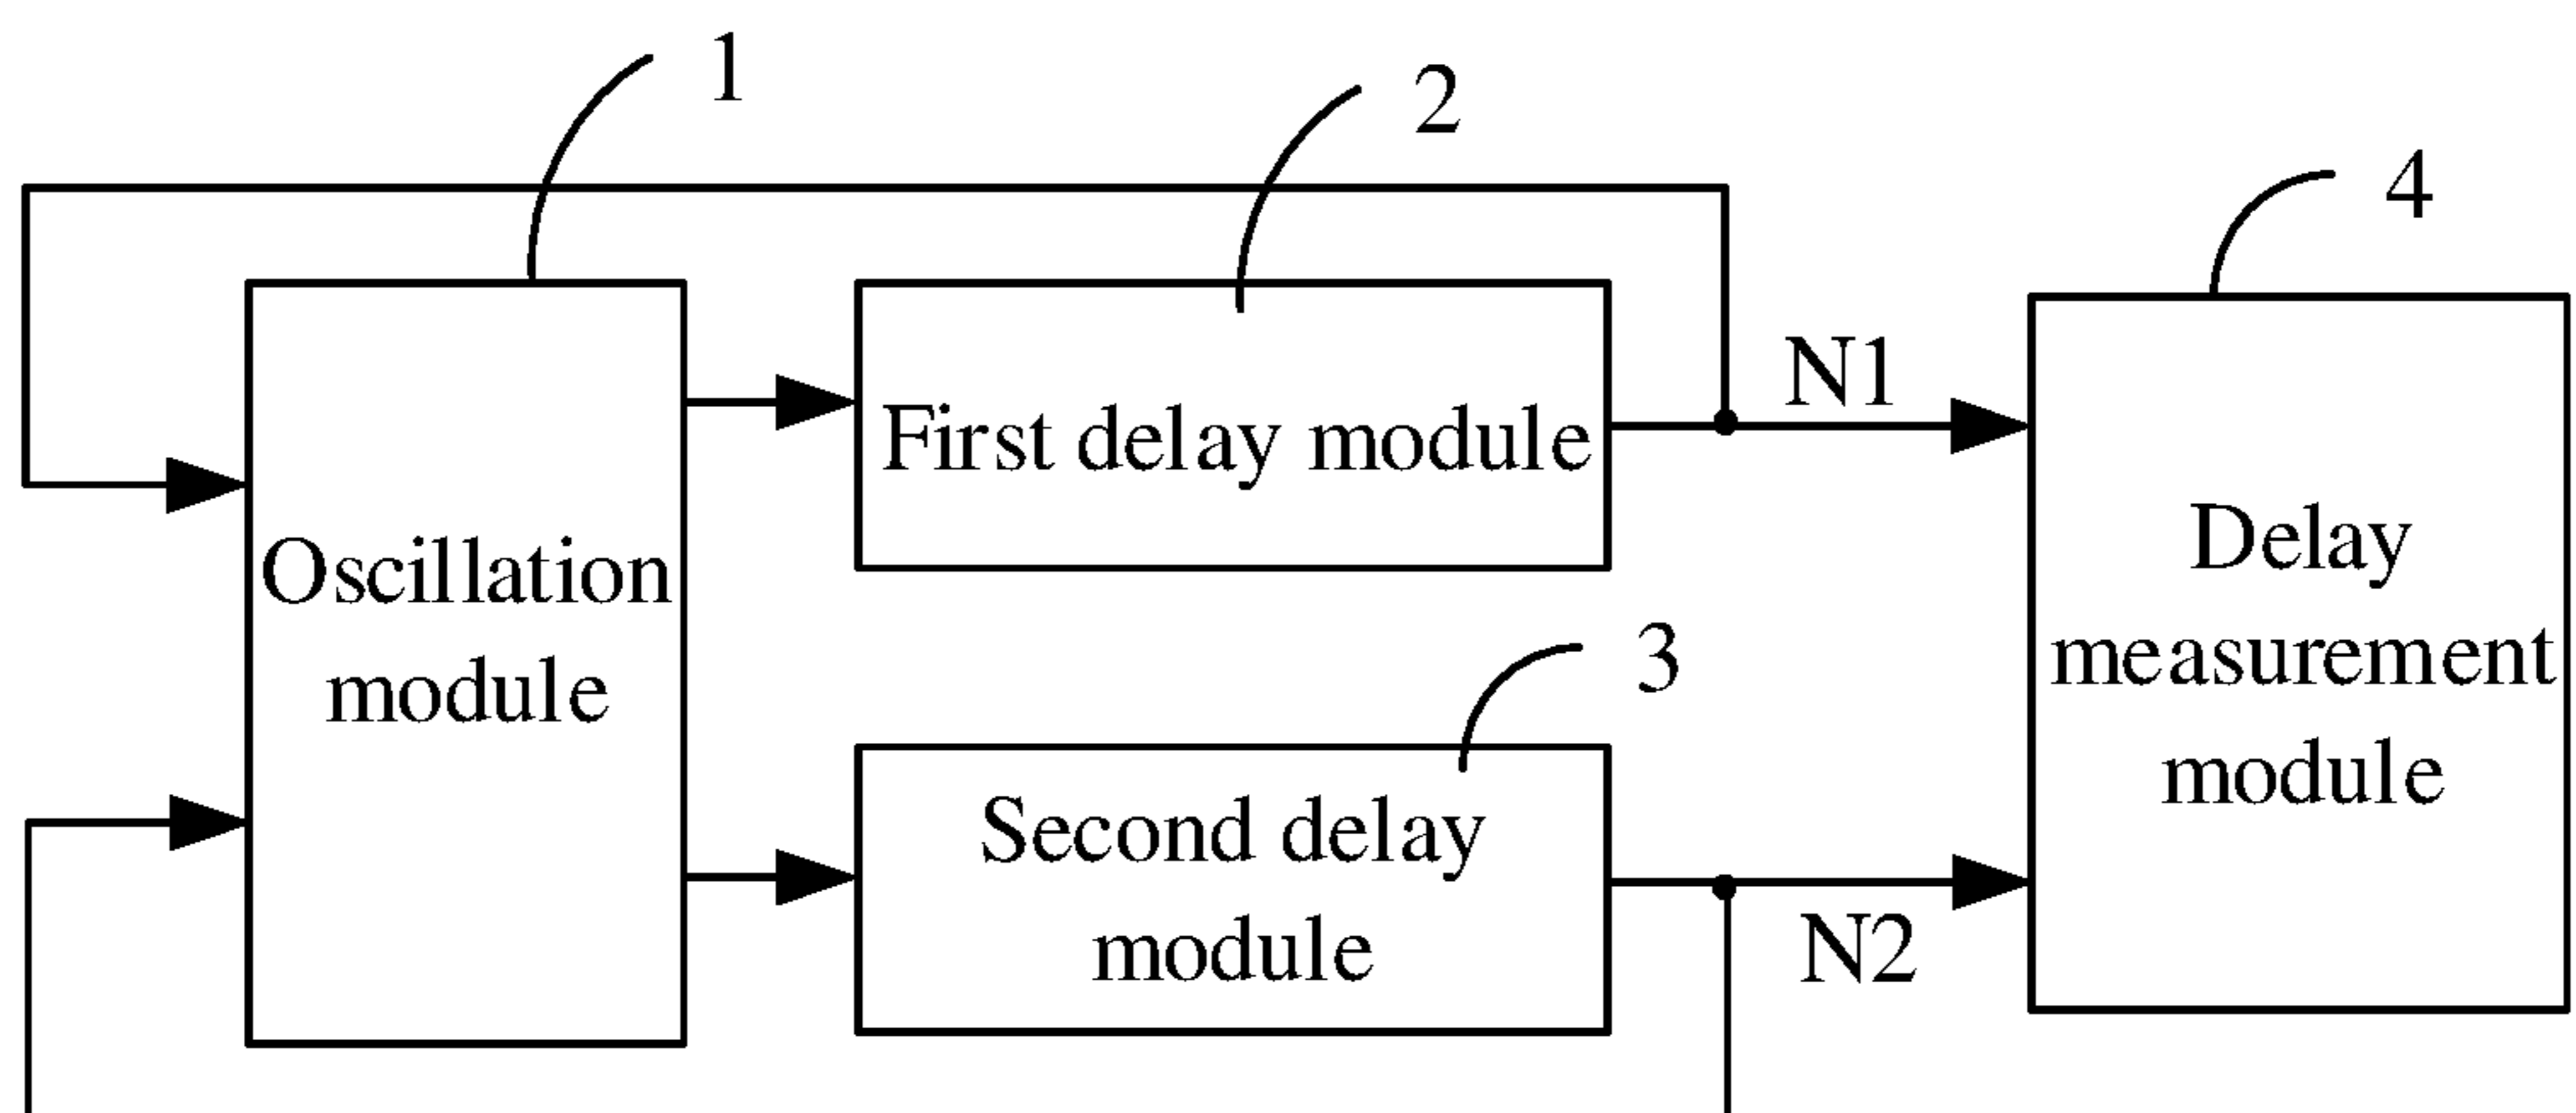 1
2
4
N1
First delay module
Oscillation
module
Delay
measurement
module
3
Second delay
module
N2